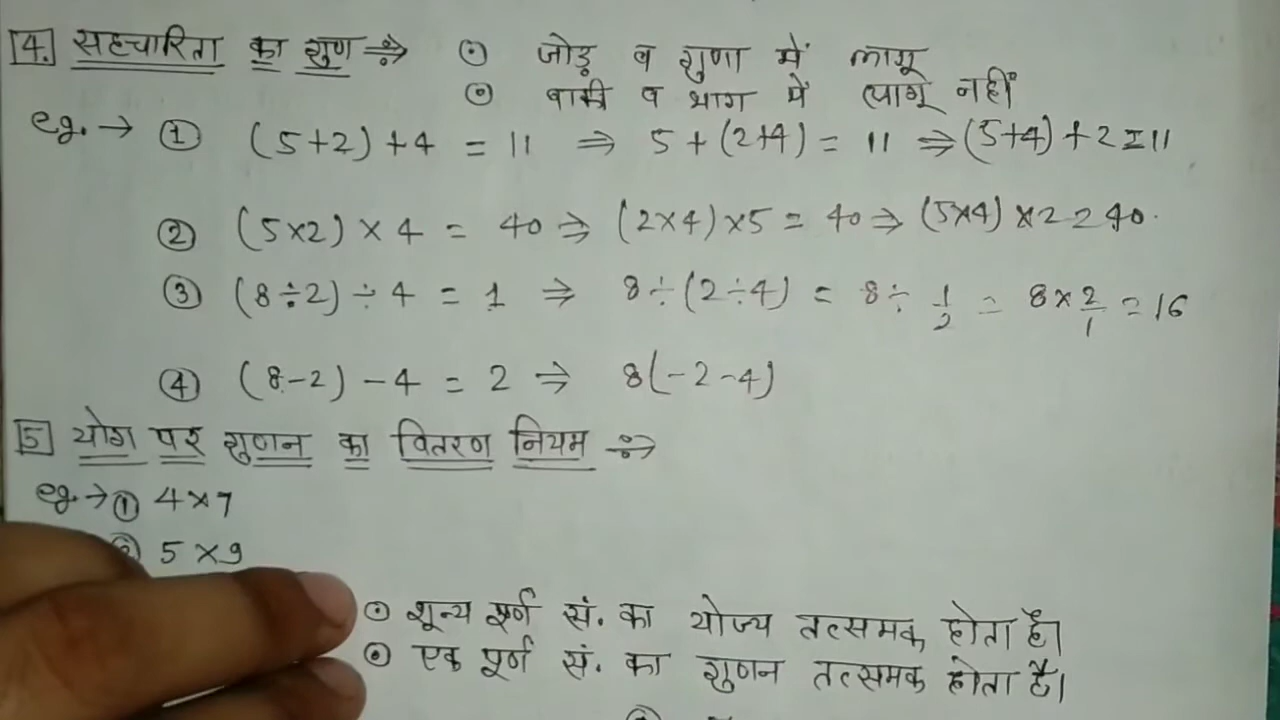 4. सहचारिता का गुण ⇒ ⊙ जोड़ व गुणा में लागू
⊙ बाकी व भाग में लागू नहीं
eg. → ① (5+2)+4 = 11 ⇒ 5+(2+4) = 11 ⇒ (5+4)+2=11
② (5×2)×4 = 40 ⇒ (2×4)×5 = 40 ⇒ (5×4)×2=40.
③ (8÷2)÷4 = 1 ⇒ 8÷(2÷4) = 8÷ 1/2 = 8×2/1 = 16
④ (8-2)-4 = 2 ⇒ 8(-2-4)
5 योग पर गुणन का वितरण नियम ⇒
eg. → ① 4×7
② 5×9
⊙ शून्य पूर्ण सं. का योज्य तत्समक होता है।
⊙ एक पूर्ण सं. का गुणन तत्समक होता है।